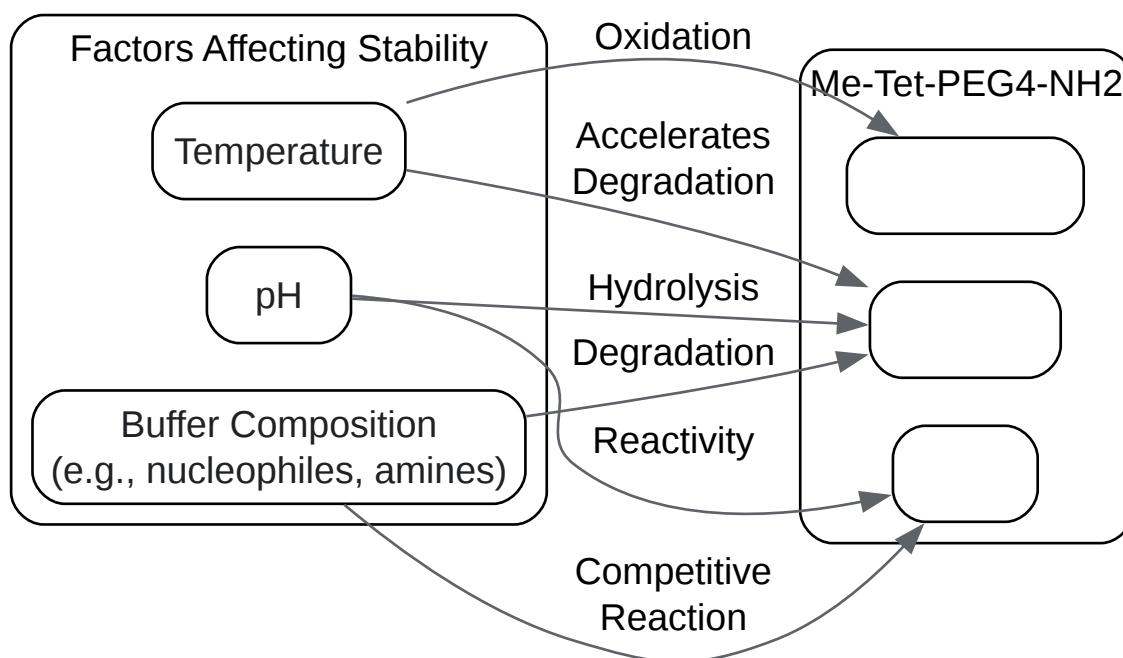 Factors Affecting Stability
Temperature
pH
Buffer Composition
(e.g., nucleophiles, amines)
Oxidation
Accelerates
Degradation
Hydrolysis
Degradation
Reactivity
Competitive
Reaction
Me-Tet-PEG4-NH2